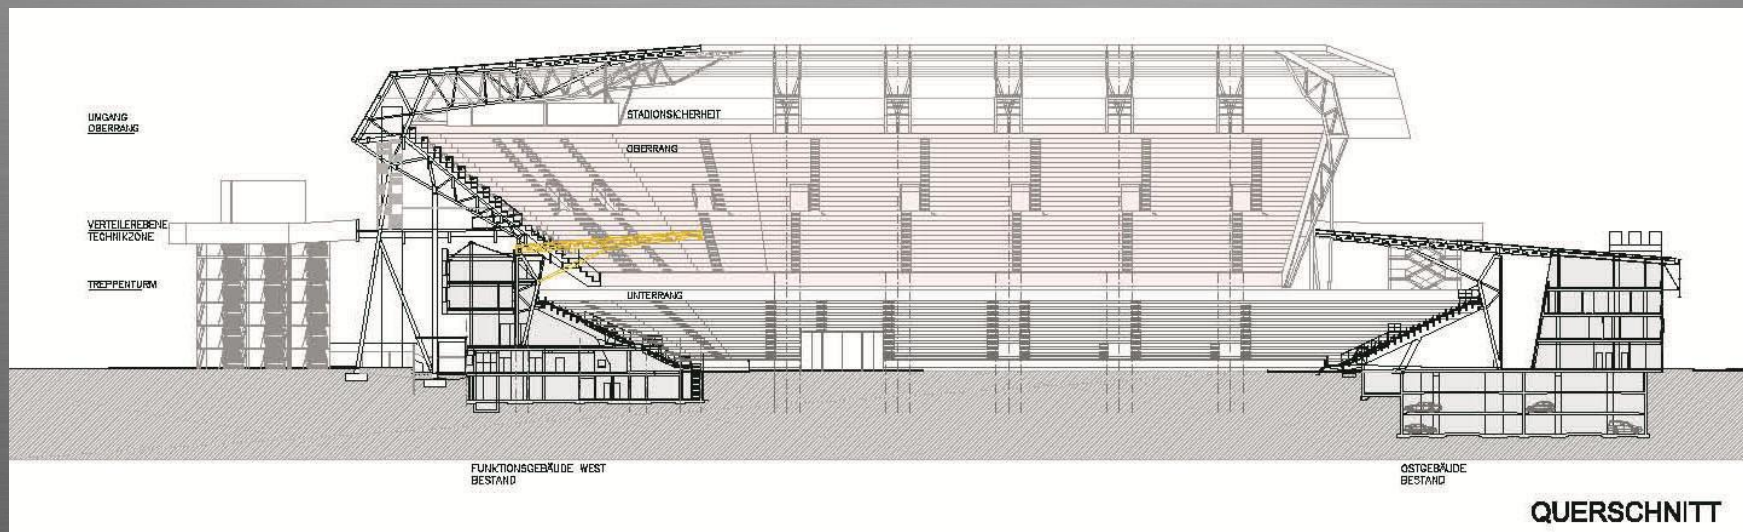 UMGANG
OBERRANG
STADIONSICHERHEIT
OBERRANG
VERTEILEREBENE
TECHNIKZONE
TREPPENTURM
UNTERRANG
FUNKTIONSGEBÄUDE WEST
BESTAND
OSTGEBÄUDE
BESTAND
QUERSCHNITT